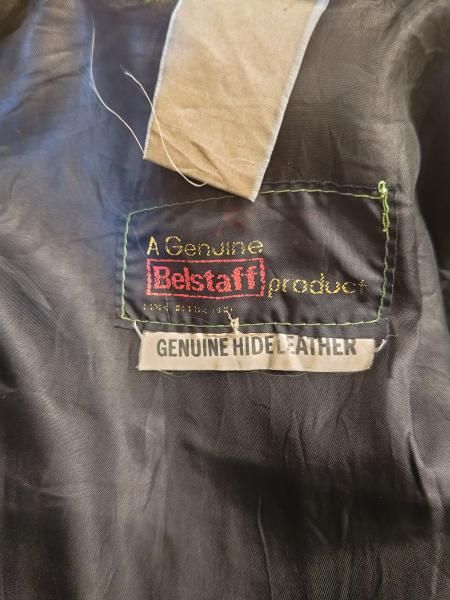 A Genuine
Belstaff product
GENUINE HIDE LEATHER